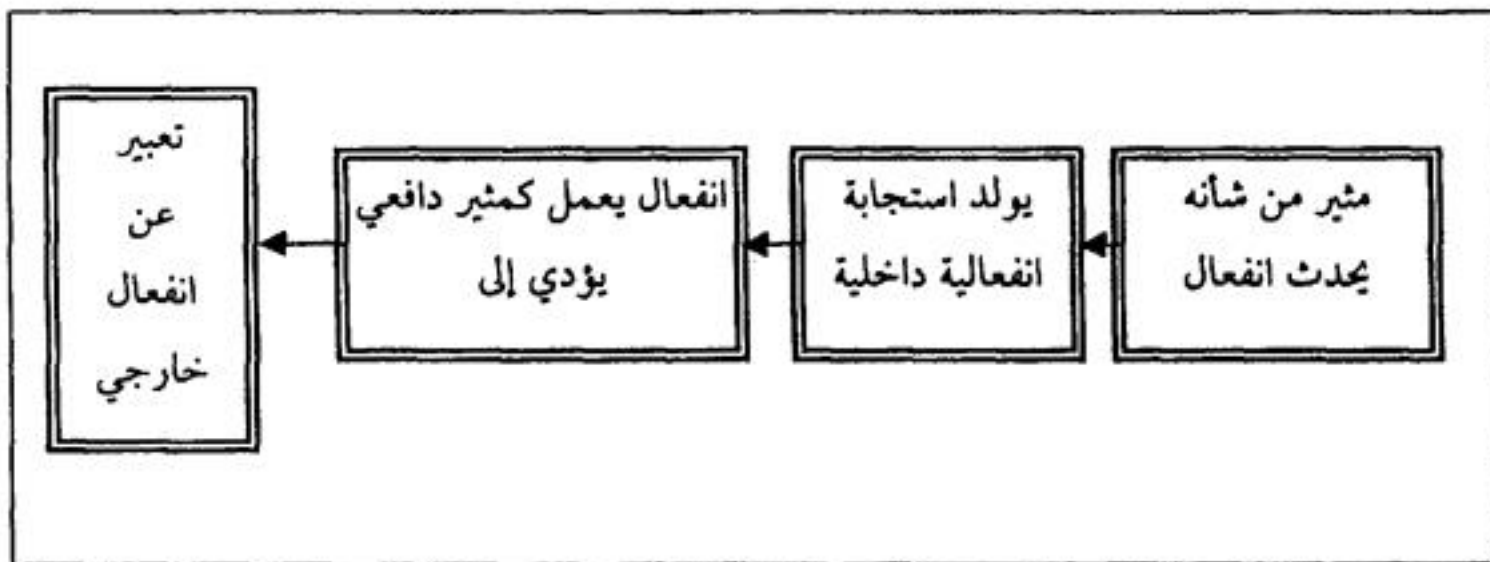 مثير من شأنه
يحدث انفعال
يولد استجابة
انفعالية داخلية
انفعال يعمل كمثير دافعي
يؤدي إلى
تعبير
عن
انفعال
خارجي